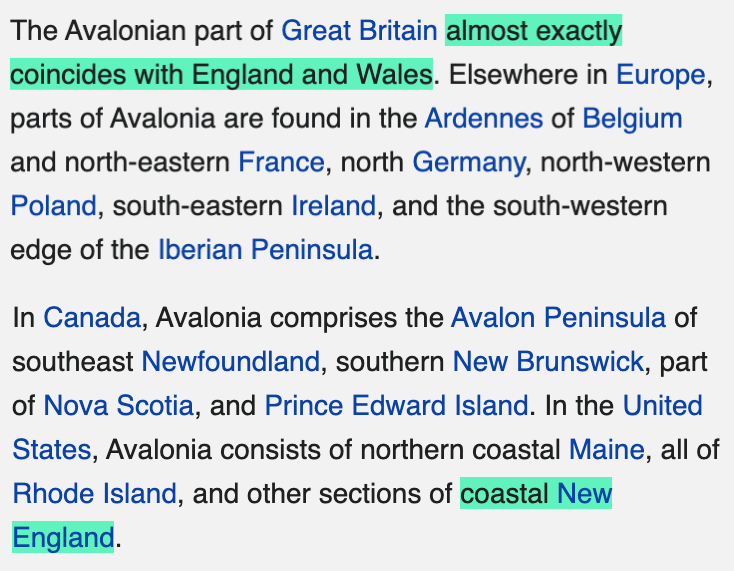 The Avalonian part of Great Britain almost exactly
coincides with England and Wales. Elsewhere in Europe,
parts of Avalonia are found in the Ardennes of Belgium
and north-eastern France, north Germany, north-western
Poland, south-eastern Ireland, and the south-western
edge of the Iberian Peninsula.
In Canada, Avalonia comprises the Avalon Peninsula of
southeast Newfoundland, southern New Brunswick, part
of Nova Scotia, and Prince Edward Island. In the United
States, Avalonia consists of northern coastal Maine, all of
Rhode Island, and other sections of coastal New
England.